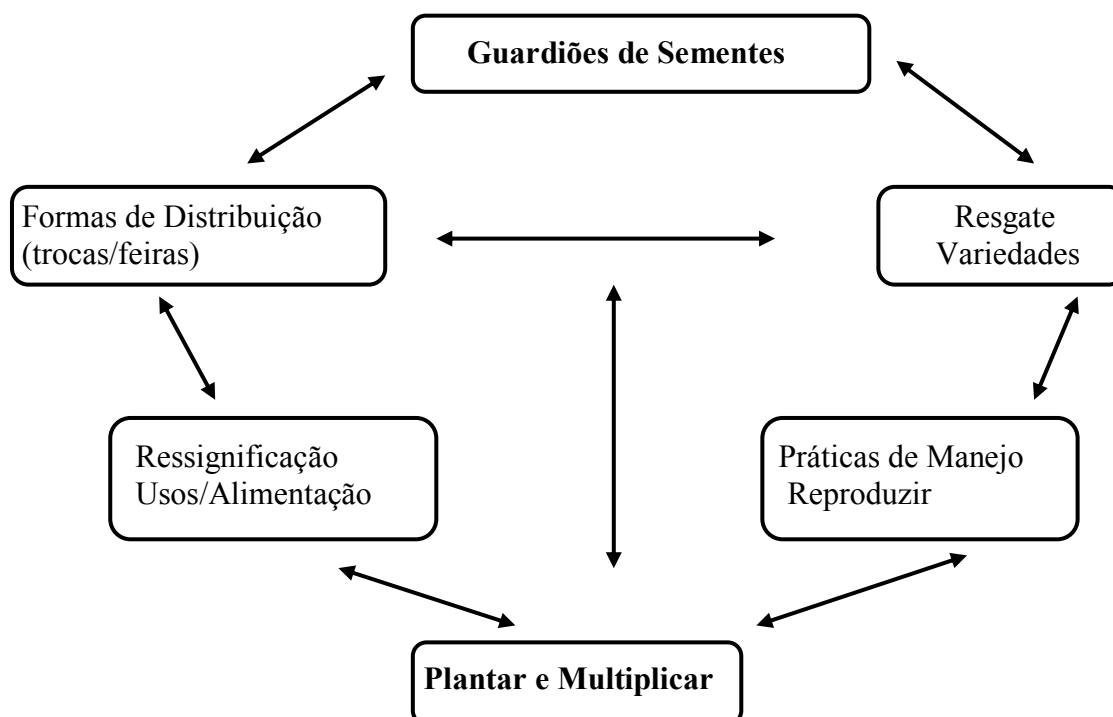 Guardiões de Sementes
Formas de Distribuição
(trocas/feiras)
Resgate
Variedades
Ressignificação
Usos/Alimentação
Práticas de Manejo
Reproduzir
Plantar e Multiplicar